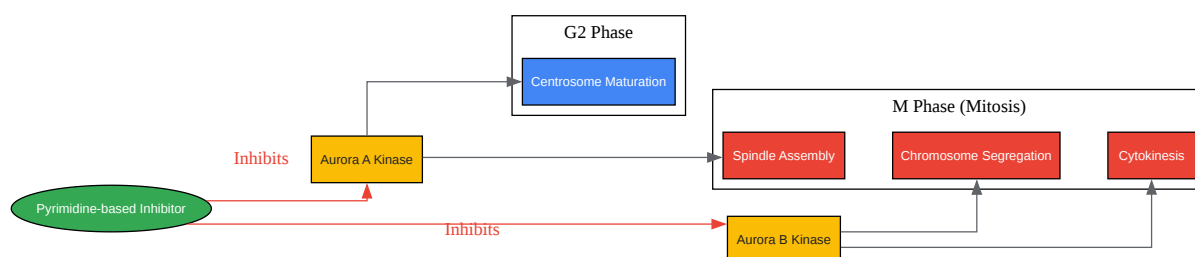 G2 Phase
Centrosome Maturation
M Phase (Mitosis)
Inhibits
Aurora A Kinase
Spindle Assembly
Chromosome Segregation
Cytokinesis
Pyrimidine-based Inhibitor
Inhibits
Aurora B Kinase